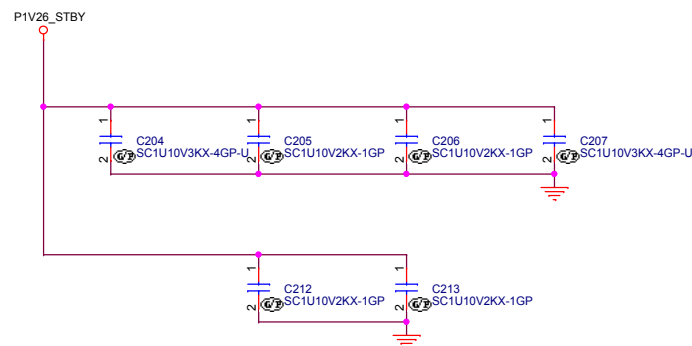 P1V26_STBY
1 1 1 1
C204 C205 C206 C207
SC1U10V3KX-4GP-U SC1U10V2KX-1GP SC1U10V2KX-1GP SC1U10V3KX-4GP-U
2 G/P 2 G/P 2 G/P 2 G/P
1 1
C212 C213
SC1U10V2KX-1GP SC1U10V2KX-1GP
2 G/P 2 G/P